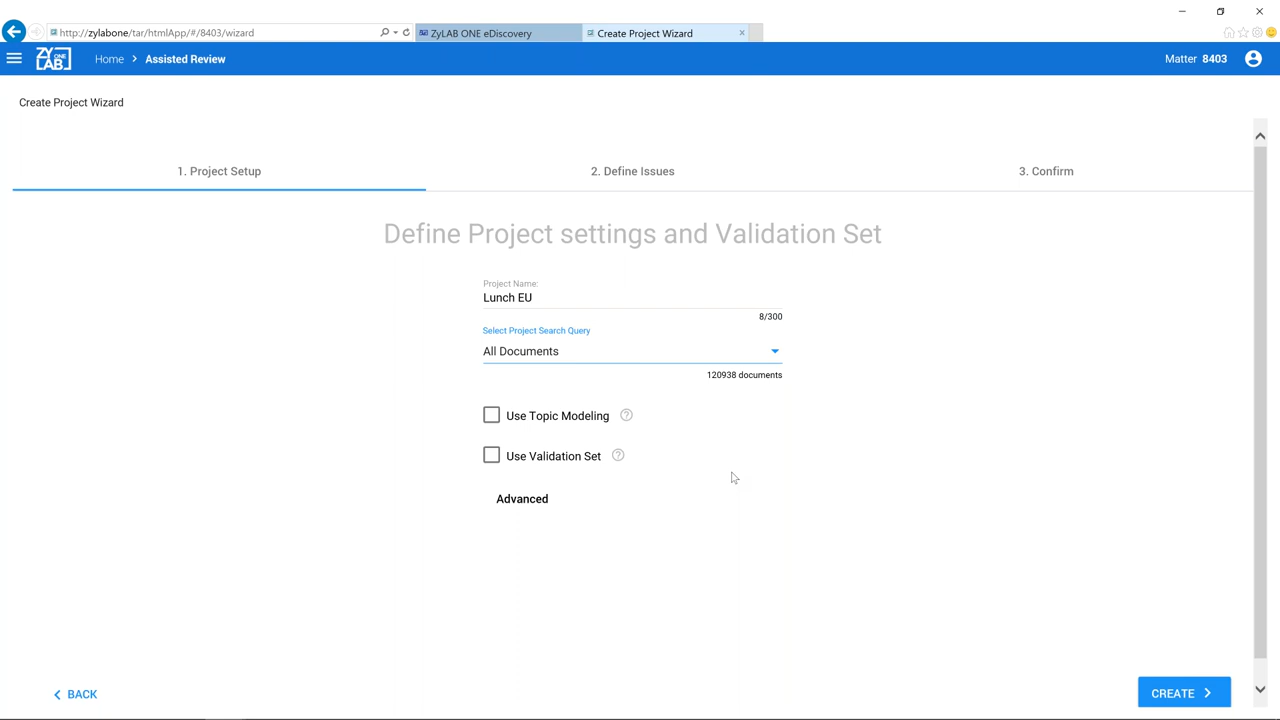 http://zylabone/tar/htmlApp/#/8403/wizard
ZyLAB ONE eDiscovery
Create Project Wizard
ZY ONE LAB
Home
Assisted Review
Matter 8403
Create Project Wizard
1. Project Setup
2. Define Issues
3. Confirm
Define Project settings and Validation Set
Project Name:
Lunch EU
8/300
Select Project Search Query
All Documents
120938 documents
Use Topic Modeling
Use Validation Set
Advanced
BACK
CREATE